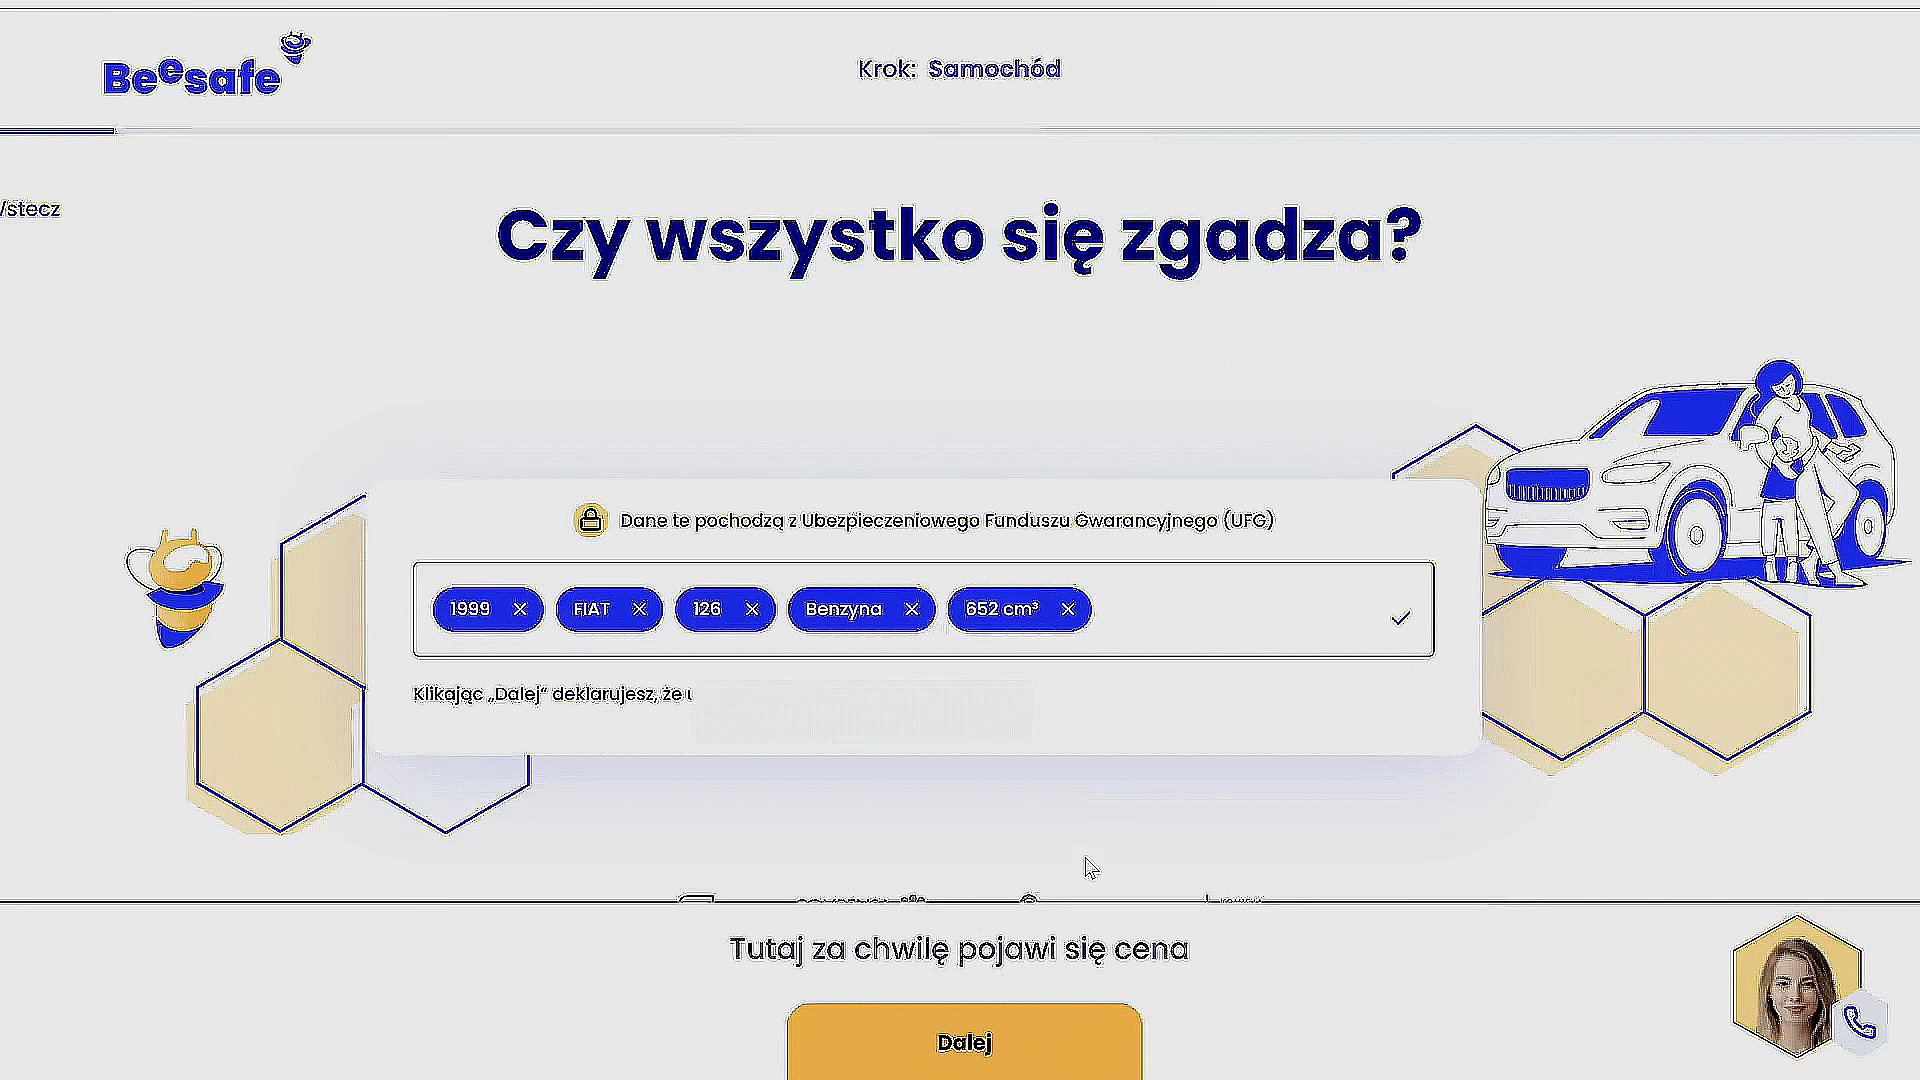 Beesafe
Krok: Samochód
Wstecz
Czy wszystko się zgadza?
Dane te pochodzą z Ubezpieczeniowego Funduszu Gwarancyjnego (UFG)
1999 FIAT 126 Benzyna 652 cm³
Klikając „Dalej“ deklarujesz, że
Tutaj za chwilę pojawi się cena
Dalej